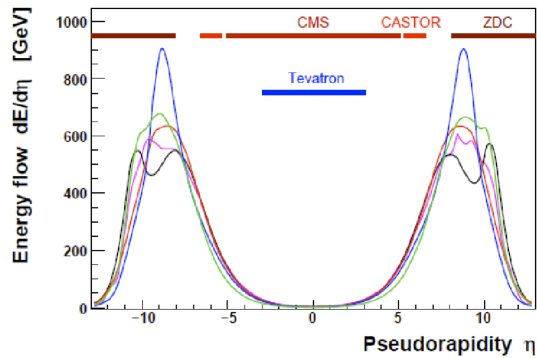 Energy flow dE/dη [GeV]
1000
800
600
400
200
0
CMS
CASTOR
ZDC
Tevatron
−10
−5
0
5
10
Pseudorapidity η